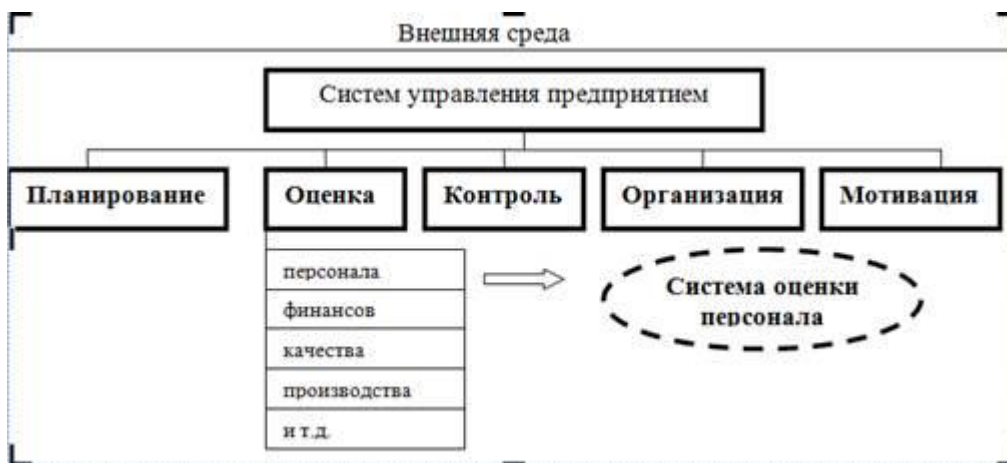 Внешняя среда
Систем управления предприятием
Планирование
Оценка
Контроль
Организация
Мотивация
персонала
финансов
качества
производства
и т.д.
Система оценки
персонала